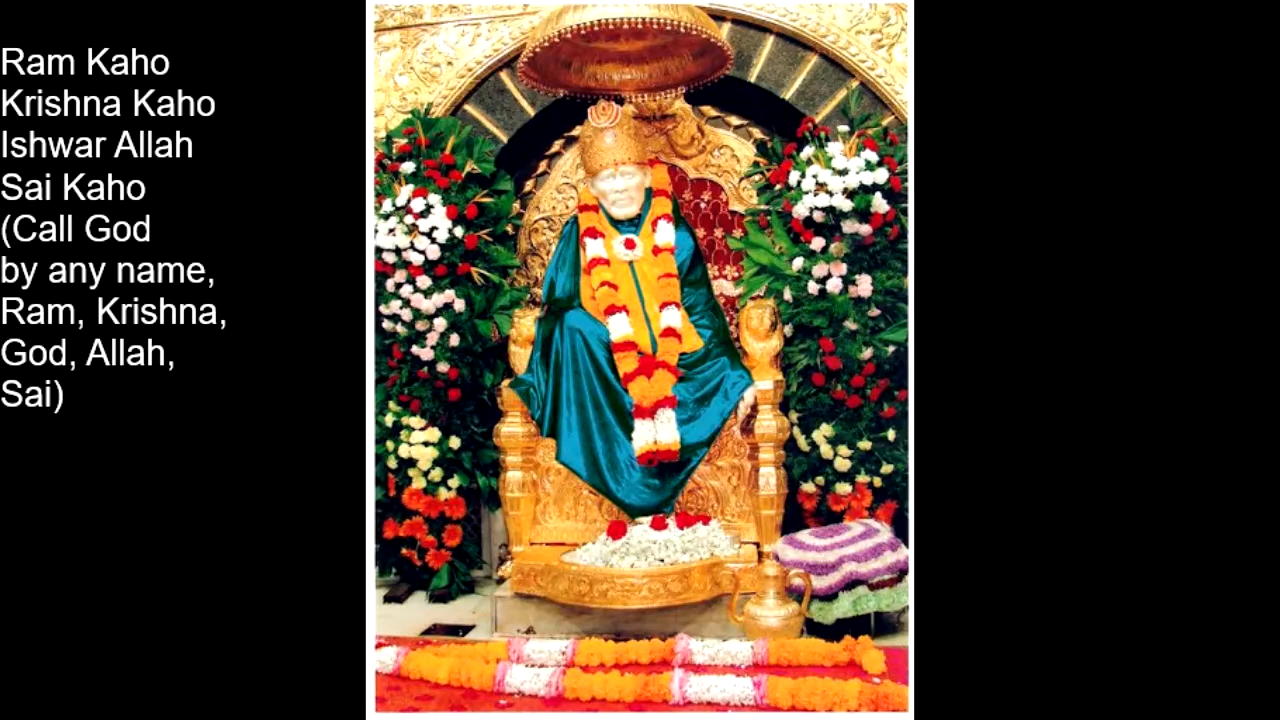 Ram Kaho
Krishna Kaho
Ishwar Allah
Sai Kaho
(Call God
by any name,
Ram, Krishna,
God, Allah,
Sai)